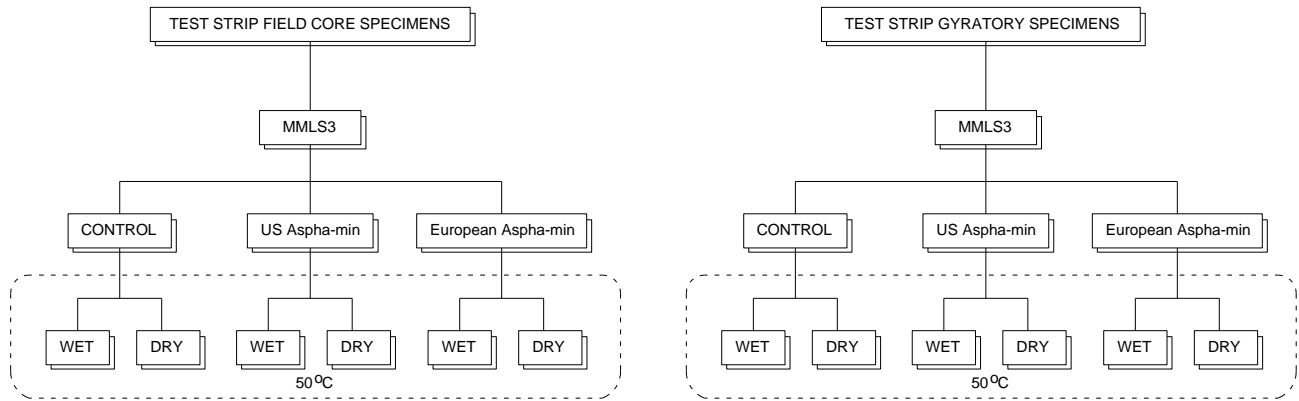 TEST STRIP FIELD CORE SPECIMENS
MMLS3
CONTROL
US Aspha-min
European Aspha-min
WET
DRY
WET
DRY
WET
DRY
50°C
TEST STRIP GYRATORY SPECIMENS
MMLS3
CONTROL
US Aspha-min
European Aspha-min
WET
DRY
WET
DRY
WET
DRY
50°C